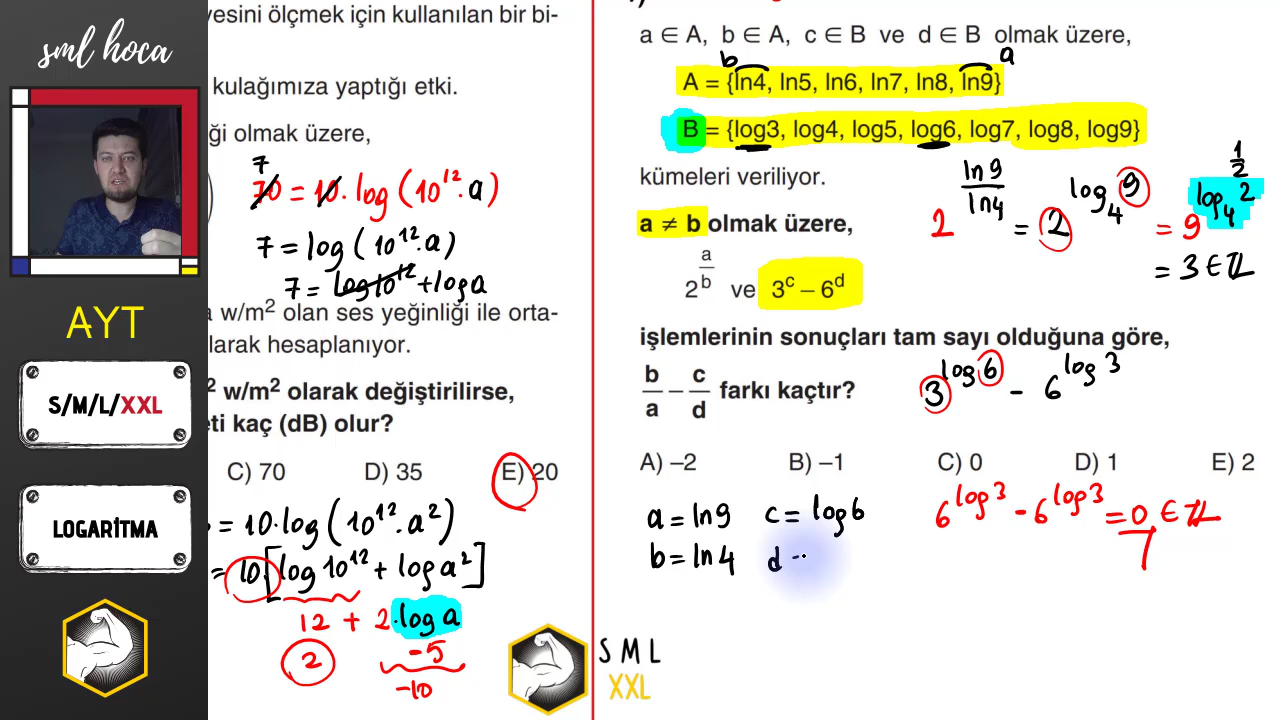 sml hoca
AYT
S/M/L/XXL
LOGARİTMA
yesini ölçmek için kullanılan bir bi-
kulağımıza yaptığı etki.
ği olmak üzere,
7
70 = 10 . log (10¹² . a)
7 = log (10¹² . a)
7 = log10¹² + loga
a w/m² olan ses yeğinliği ile orta-
larak hesaplanıyor.
² w/m² olarak değiştirilirse,
eti kaç (dB) olur?
C) 70 D) 35 E) 20
= 10 . log (10¹² . a²)
= 10 [log 10¹² + log a²]
12 + 2 . log a
2 -5
-10
a ∈ A, b ∈ A, c ∈ B ve d ∈ B olmak üzere,
b a
A = {ln4, ln5, ln6, ln7, ln8, ln9}
B = {log3, log4, log5, log6, log7, log8, log9}
kümeleri veriliyor.
a ≠ b olmak üzere,
2^(a/b) ve 3^c – 6^d
işlemlerinin sonuçları tam sayı olduğuna göre,
b/a – c/d farkı kaçtır?
A) –2 B) –1 C) 0 D) 1 E) 2
1/2
2^(ln9/ln4) = 2^(log₄9) = 9^(log₄2)
= 3 ∈ ℤ
3^(log6) - 6^(log3)
6^(log3) - 6^(log3) = 0 ∈ ℤ
a = ln9 c = log6
b = ln4 d -
SML
XXL